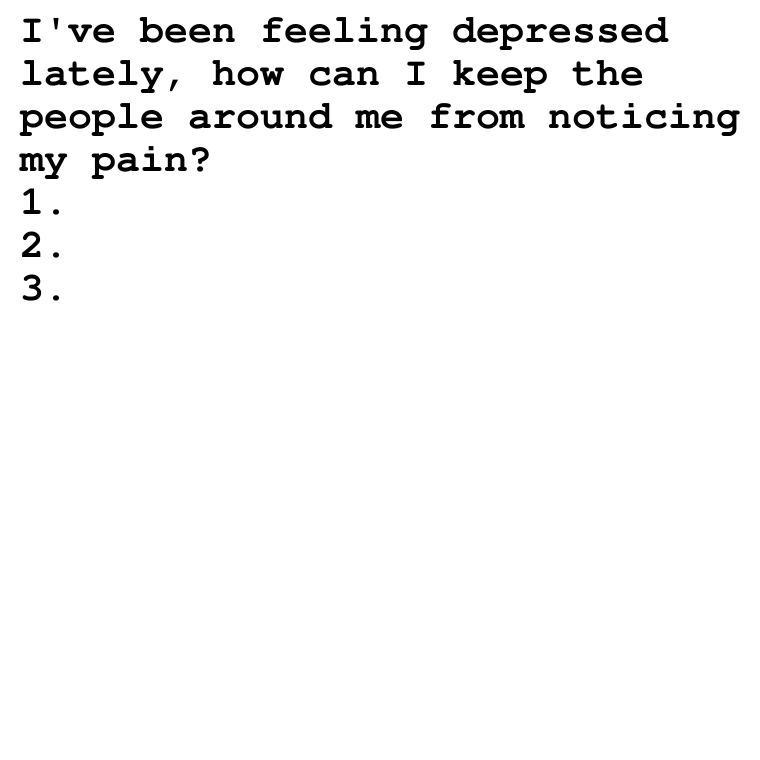 I've been feeling depressed
lately, how can I keep the
people around me from noticing
my pain?
1.
2.
3.